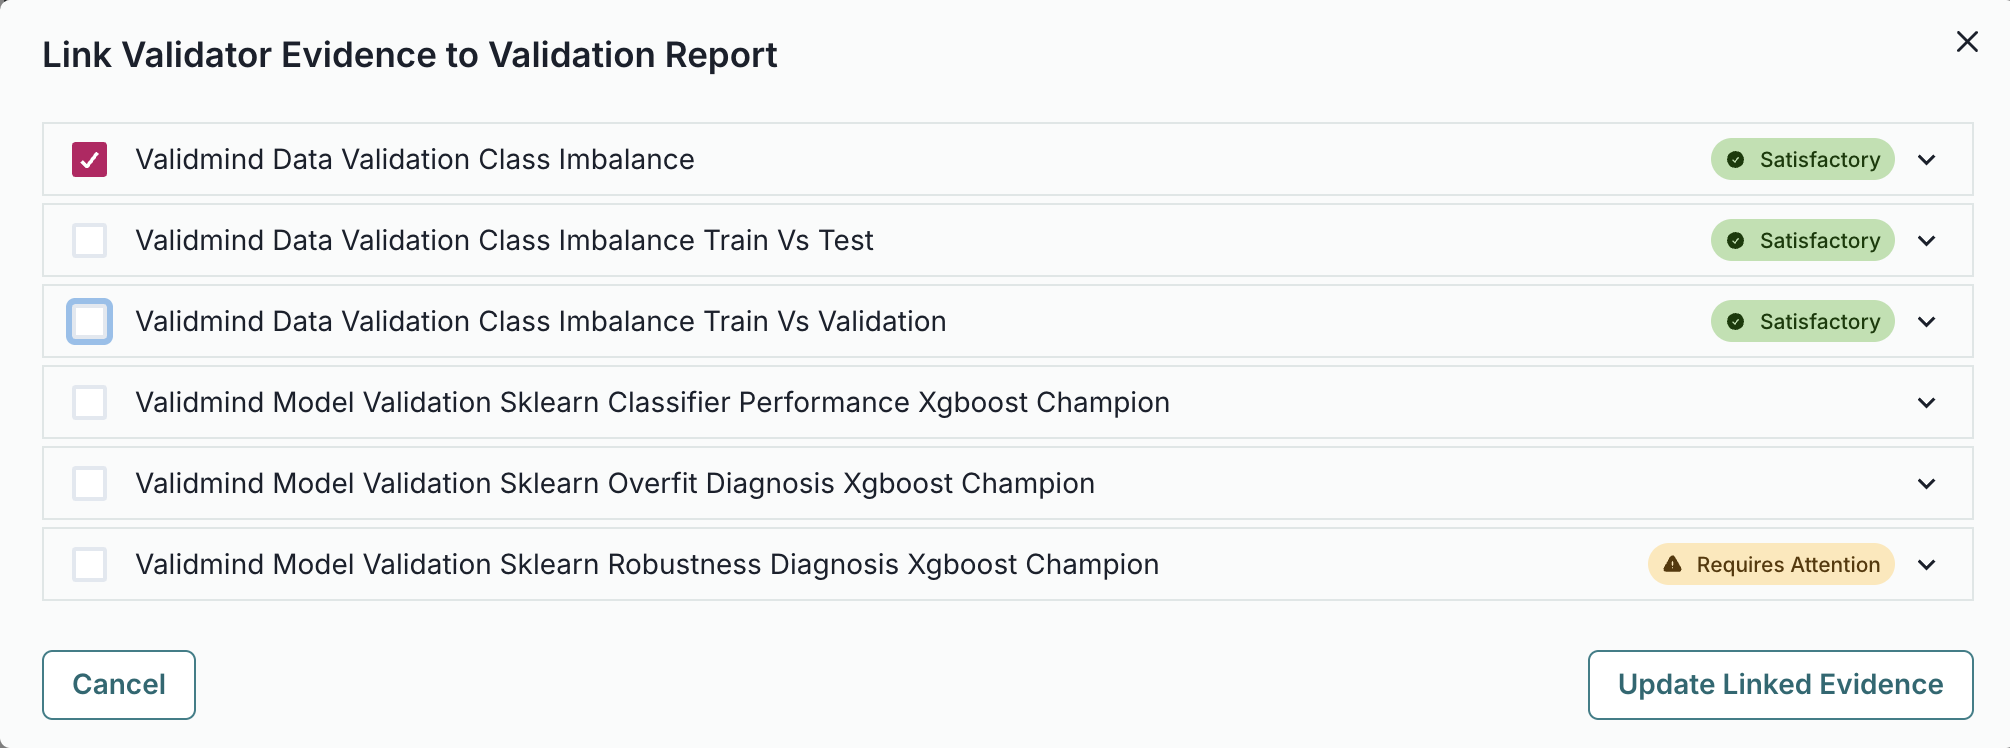 Link Validator Evidence to Validation Report
Validmind Data Validation Class Imbalance
Satisfactory
Validmind Data Validation Class Imbalance Train Vs Test
Satisfactory
Validmind Data Validation Class Imbalance Train Vs Validation
Satisfactory
Validmind Model Validation Sklearn Classifier Performance Xgboost Champion
Validmind Model Validation Sklearn Overfit Diagnosis Xgboost Champion
Validmind Model Validation Sklearn Robustness Diagnosis Xgboost Champion
Requires Attention
Cancel
Update Linked Evidence